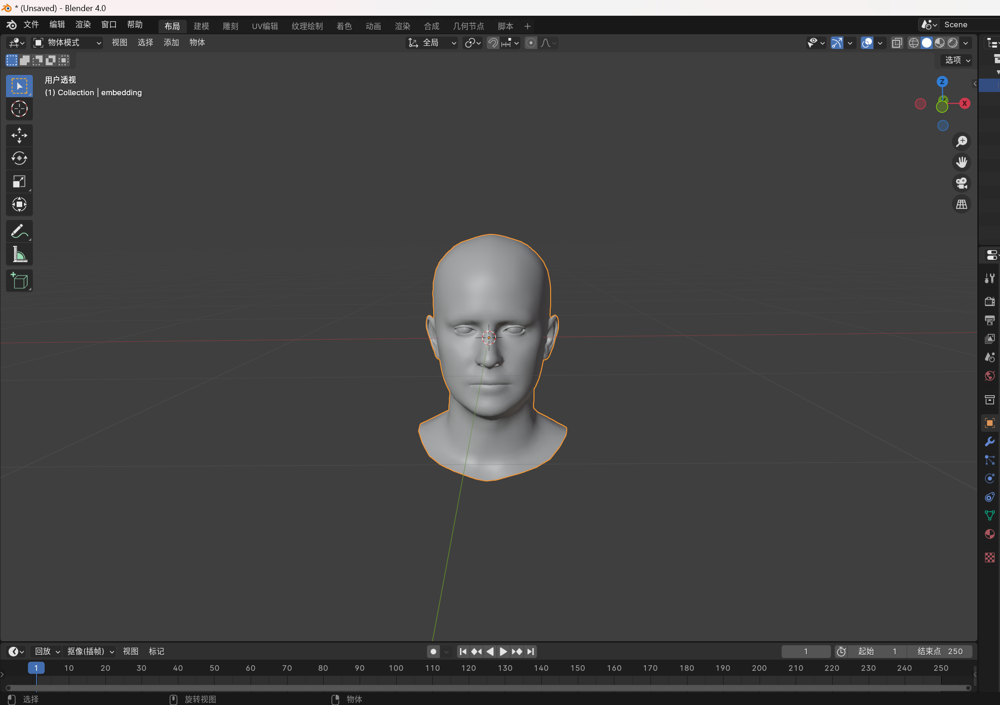 * (Unsaved) - Blender 4.0
文件 编辑 渲染 窗口 帮助 布局 建模 雕刻 UV编辑 纹理绘制 着色 动画 渲染 合成 几何节点 脚本 + Scene
物体模式 视图 选择 添加 物体 全局
选项
用户透视
(1) Collection | embedding
Z
Y
X
回放 抠像(插帧) 视图 标记 1 起始 1 结束点 250
1 10 20 30 40 50 60 70 80 90 100 110 120 130 140 150 160 170 180 190 200 210 220 230 240 250
选择 旋转视图 物体